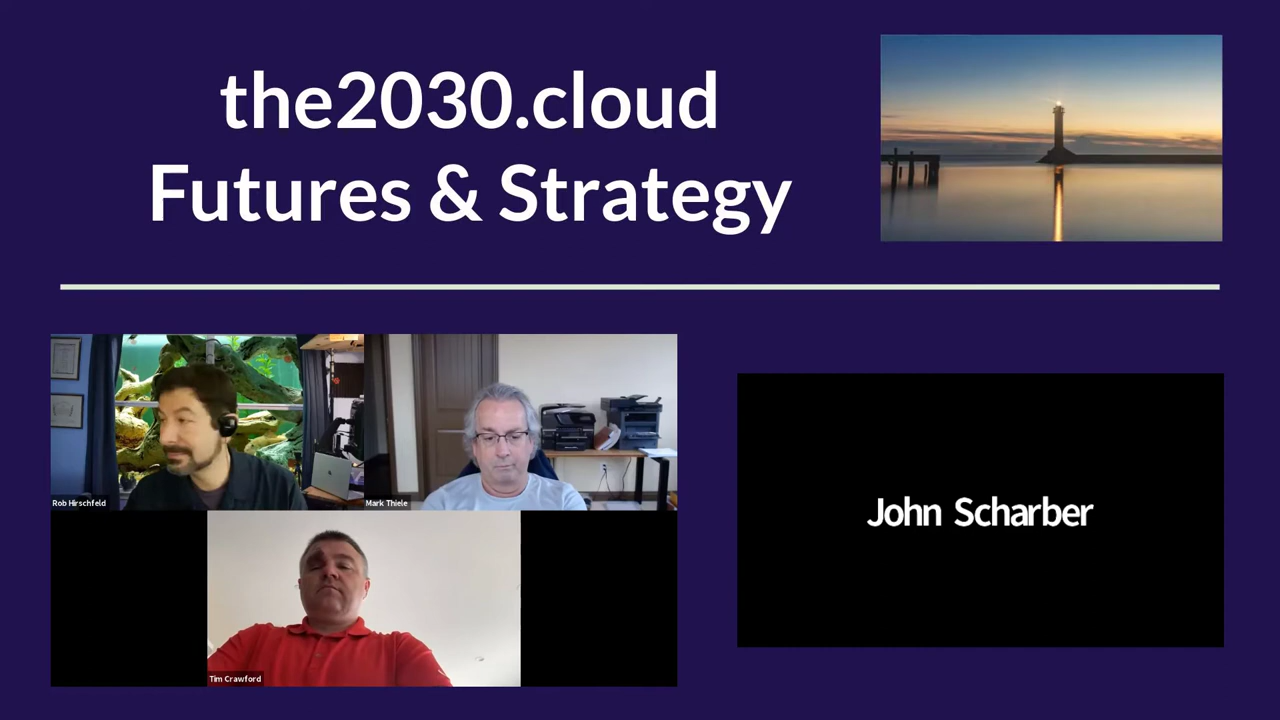 the2030.cloud
Futures & Strategy
Rob Hirschfeld
Mark Thiele
Tim Crawford
John Scharber